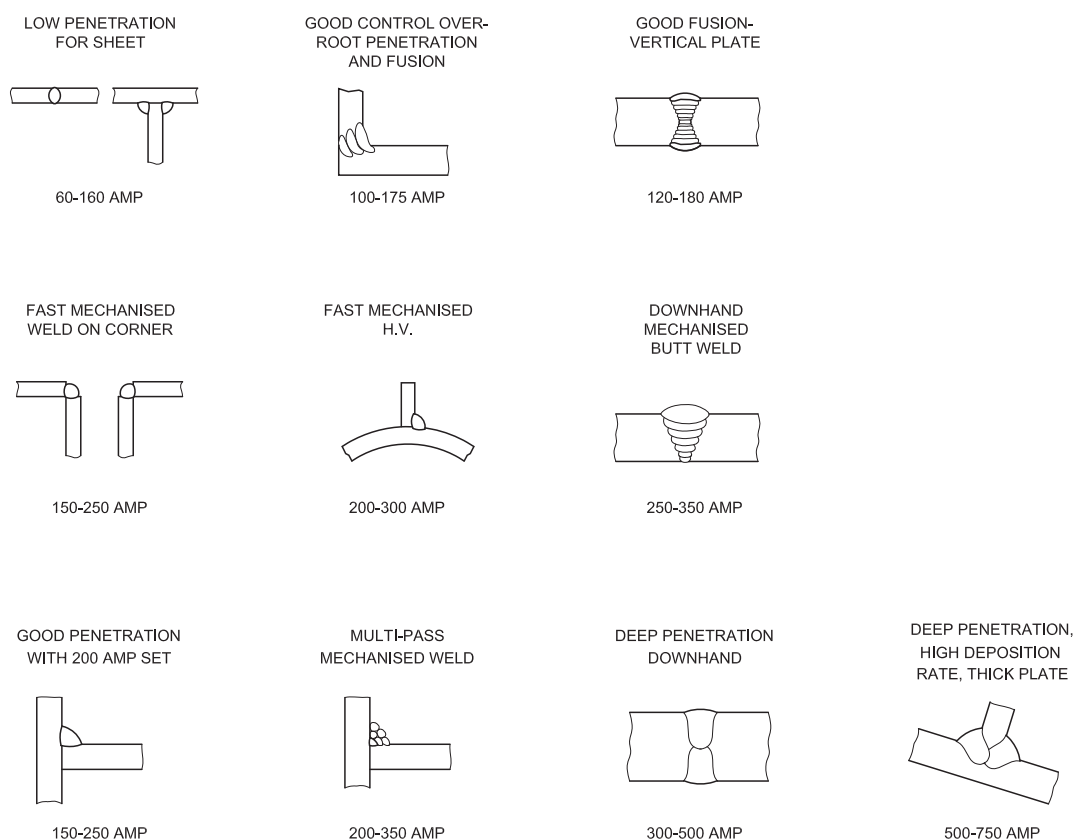 LOW PENETRATION
FOR SHEET
60-160 AMP
GOOD CONTROL OVER-
ROOT PENETRATION
AND FUSION
100-175 AMP
GOOD FUSION-
VERTICAL PLATE
120-180 AMP
FAST MECHANISED
WELD ON CORNER
150-250 AMP
FAST MECHANISED
H.V.
200-300 AMP
DOWNHAND
MECHANISED
BUTT WELD
250-350 AMP
GOOD PENETRATION
WITH 200 AMP SET
150-250 AMP
MULTI-PASS
MECHANISED WELD
200-350 AMP
DEEP PENETRATION
DOWNHAND
300-500 AMP
DEEP PENETRATION,
HIGH DEPOSITION
RATE, THICK PLATE
500-750 AMP